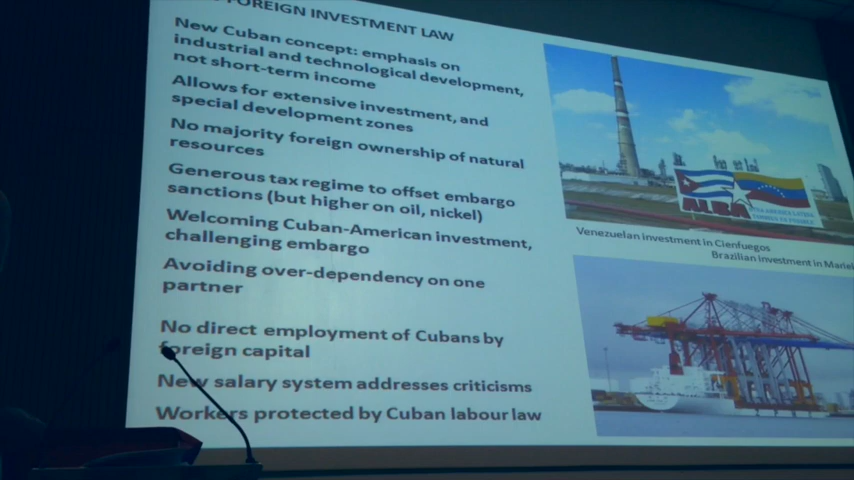 FOREIGN INVESTMENT LAW
New Cuban concept: emphasis on
industrial and technological development,
not short-term income
Allows for extensive investment, and
special development zones
No majority foreign ownership of natural
resources
Generous tax regime to offset embargo
sanctions (but higher on oil, nickel)
Welcoming Cuban-American investment,
challenging embargo
Avoiding over-dependency on one
partner
No direct employment of Cubans by
foreign capital
New salary system addresses criticisms
Workers protected by Cuban labour law
ALBA
Venezuelan investment in Cienfuegos
Brazilian investment in Mariel